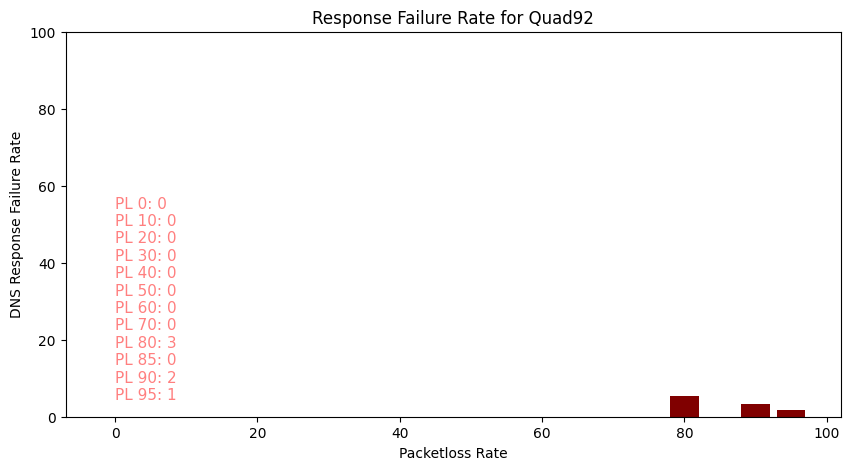 Response Failure Rate for Quad92
100
80
60
40
20
0
DNS Response Failure Rate
PL 0: 0
PL 10: 0
PL 20: 0
PL 30: 0
PL 40: 0
PL 50: 0
PL 60: 0
PL 70: 0
PL 80: 3
PL 85: 0
PL 90: 2
PL 95: 1
0 20 40 60 80 100
Packetloss Rate